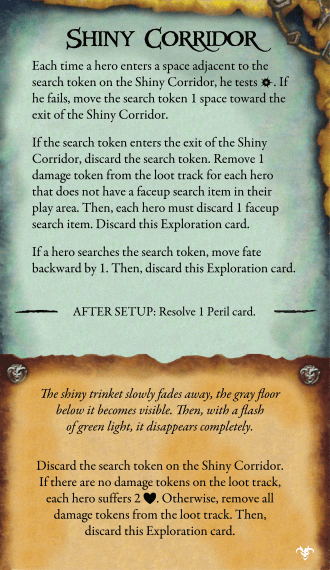 Shiny Corridor
Each time a hero enters a space adjacent to the
search token on the Shiny Corridor, he tests . If
he fails, move the search token 1 space toward the
exit of the Shiny Corridor.
If the search token enters the exit of the Shiny
Corridor, discard the search token. Remove 1
damage token from the loot track for each hero
that does not have a faceup search item in their
play area. Then, each hero must discard 1 faceup
search item. Discard this Exploration card.
If a hero searches the search token, move fate
backward by 1. Then, discard this Exploration card.
AFTER SETUP: Resolve 1 Peril card.
The shiny trinket slowly fades away, the gray floor
below it becomes visible. Then, with a flash
of green light, it disappears completely.
Discard the search token on the Shiny Corridor.
If there are no damage tokens on the loot track,
each hero suffers 2 ♥. Otherwise, remove all
damage tokens from the loot track. Then,
discard this Exploration card.